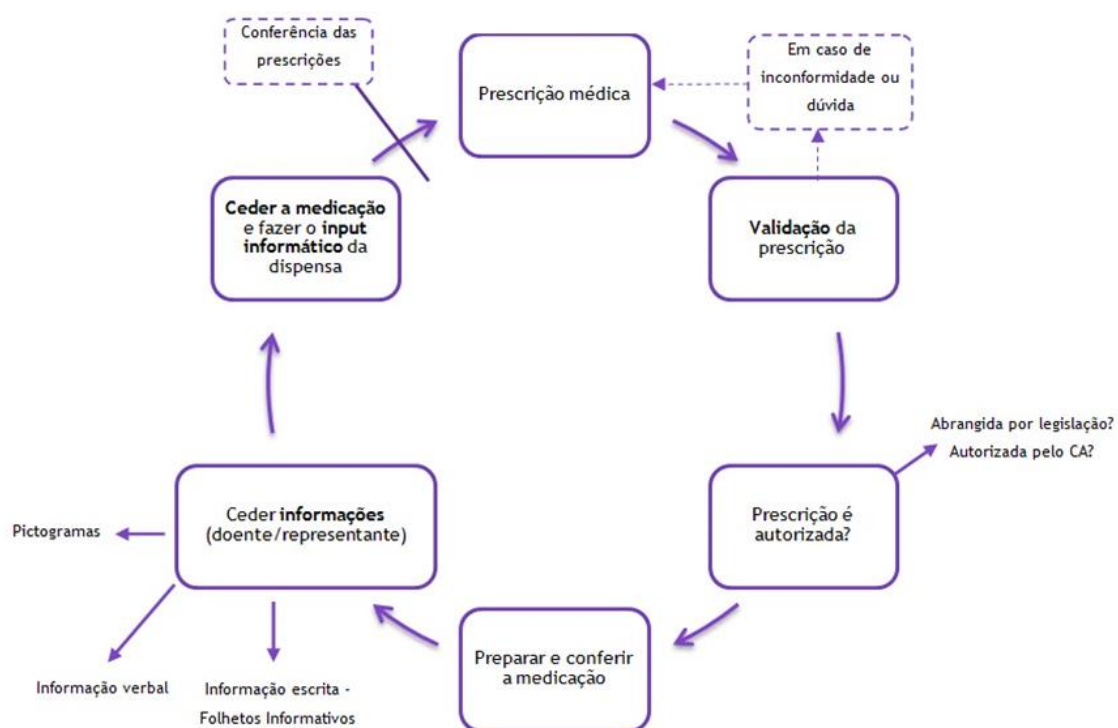 Conferência das
prescrições
Prescrição médica
Em caso de
inconformidade ou
dúvida
Ceder a medicação
e fazer o input
informático da
dispensa
Validação da
prescrição
Abrangida por legislação?
Autorizada pelo CA?
Ceder informações
(doente/representante)
Prescrição é
autorizada?
Pictogramas
Preparar e conferir
a medicação
Informação verbal
Informação escrita -
Folhetos Informativos